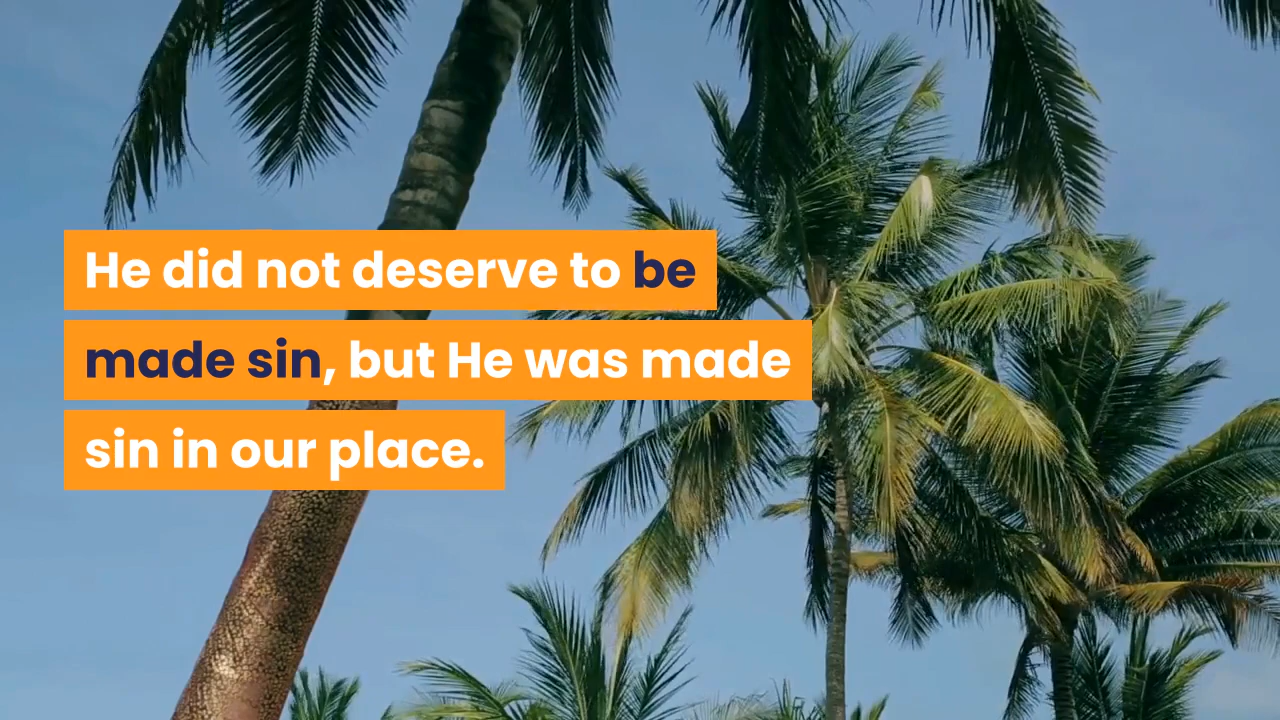 He did not deserve to be
made sin, but He was made
sin in our place.